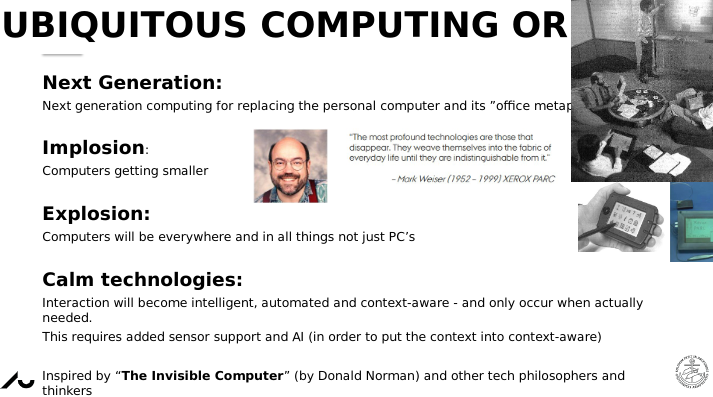 UBIQUITOUS COMPUTING OR
Next Generation:
Next generation computing for replacing the personal computer and its ”office metap
Implosion:
Computers getting smaller
"The most profound technologies are those that
disappear. They weave themselves into the fabric of
everyday life until they are indistinguishable from it."
– Mark Weiser (1952 – 1999) XEROX PARC
Explosion:
Computers will be everywhere and in all things not just PC’s
Calm technologies:
Interaction will become intelligent, automated and context-aware - and only occur when actually
needed.
This requires added sensor support and AI (in order to put the context into context-aware)
Inspired by “The Invisible Computer” (by Donald Norman) and other tech philosophers and
thinkers